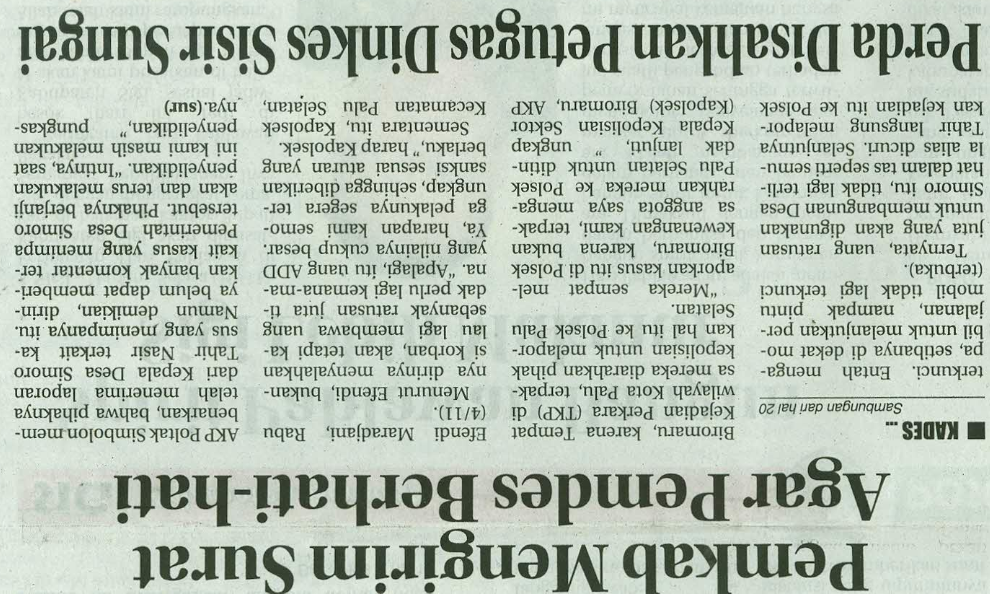 Pemkab Mengirim Surat
Agar Pemdes Berhati-hati
■ KADES ...
Sambungan dari hal 20
terkunci. Entah menga-
pa, setibanya di dekat mo-
bil untuk melanjutkan per-
jalanan, nampak pintu
mobil tidak lagi terkunci
(terbuka).
Ternyata, uang ratusan
juta yang akan digunakan
untuk membangunan Desa
Simoro itu, tidak lagi terli-
hat dalam tas seperti semu-
la alias dicuri. Selanjutnya
Tahir langsung melapor-
kan kejadian itu ke Polsek
Biromaru, karena Tempat
Kejadian Perkara (TKP) di
wilayah Kota Palu, terpak-
sa mereka diarahkan pihak
kepolisian untuk melapor-
kan hal itu ke Polsek Palu
Selatan.
"Mereka sempat mel-
aporkan kasus itu di Polsek
Biromaru, karena bukan
kewenangan kami, terpak-
sa anggota saya menga-
rahkan mereka ke Polsek
Palu Selatan untuk ditin-
dak lanjuti, " ungkap
Kepala Kepolisian Sektor
(Kapolsek) Biromaru, AKP
Efendi Maradjani, Rabu
(4/11).
Menurut Efendi, bukan-
nya dirinya menyalahkan
si korban, akan tetapi ka-
lau lagi membawa uang
sebanyak ratusan juta ti-
dak perlu lagi kemana-ma-
na. "Apalagi, itu uang ADD
yang nilainya cukup besar.
Ya, harapan kami semo-
ga pelakunya segera ter-
ungkap, sehingga diberikan
sanksi sesuai aturan yang
berlaku," harap Kapolsek.
Sementara itu, Kapolsek
Kecamatan Palu Selatan,
AKP Poltak Simbolon mem-
benarkan, bahwa pihaknya
telah menerima laporan
dari Kepala Desa Simoro
Tahir Nasir terkait ka-
sus yang menimpanya itu.
Namun demikian, dirin-
ya belum dapat memberi-
kan banyak komentar ter-
kait kasus yang menimpa
Pemerintah Desa Simoro
tersebut. Pihaknya berjanji
akan dan terus melakukan
penyelidikan. "Intinya, saat
ini kami masih melakukan
penyelidikan," pungkas-
nya.(sur)
Perda Disahkan Petugas Dinkes Sisir Sungai